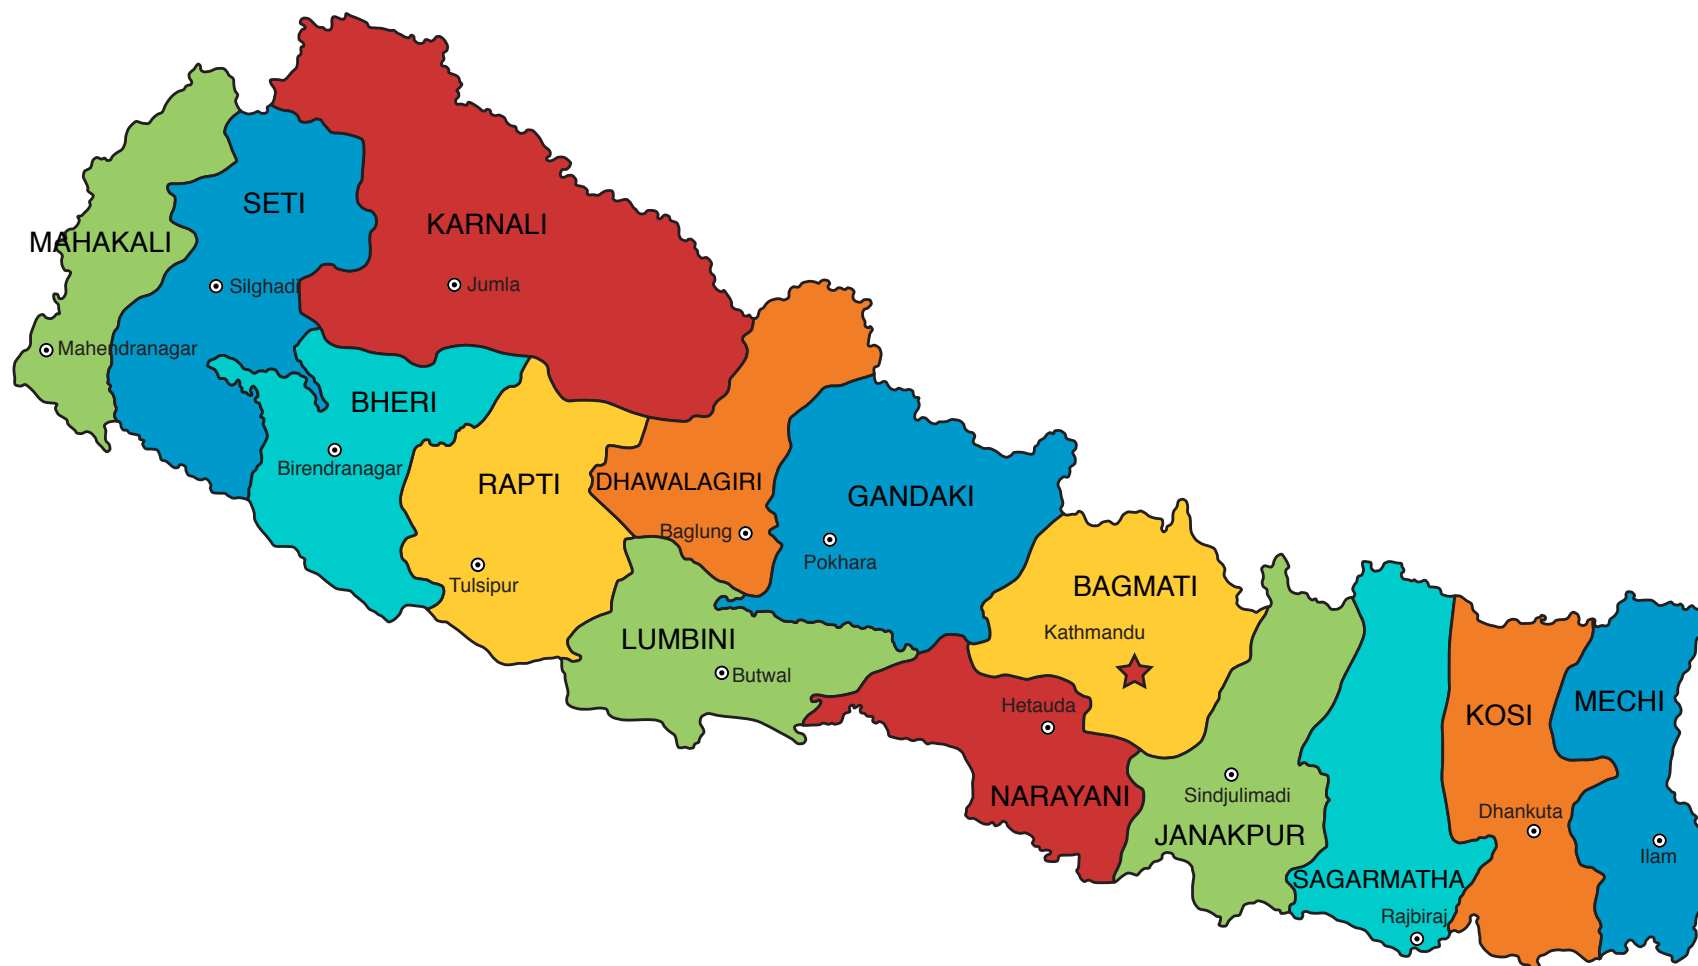 SETI
KARNALI
MAHAKALI
Silghadi
Jumla
Mahendranagar
BHERI
Birendranagar
RAPTI
DHAWALAGIRI
GANDAKI
Baglung
Pokhara
Tulsipur
BAGMATI
Kathmandu
LUMBINI
Butwal
Hetauda
MECHI
KOSI
NARAYANI
Sindjulimadi
JANAKPUR
Dhankuta
Ilam
SAGARMATHA
Rajbiraj